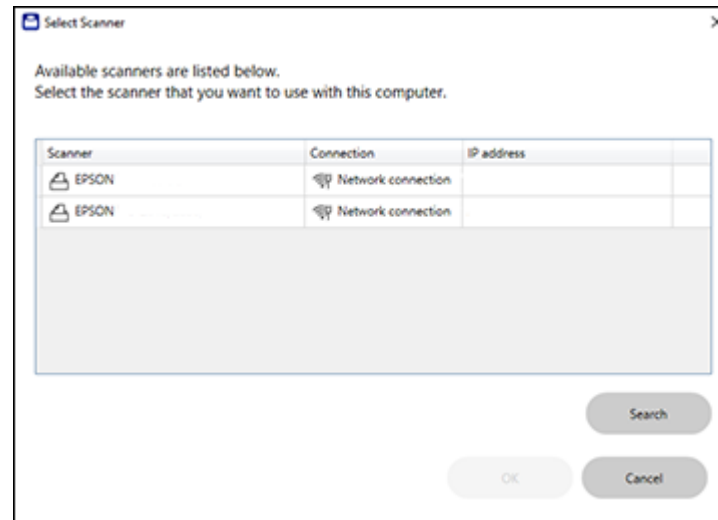 Select Scanner
Available scanners are listed below.
Select the scanner that you want to use with this computer.
Scanner Connection IP address
EPSON Network connection
EPSON Network connection
Search
OK Cancel